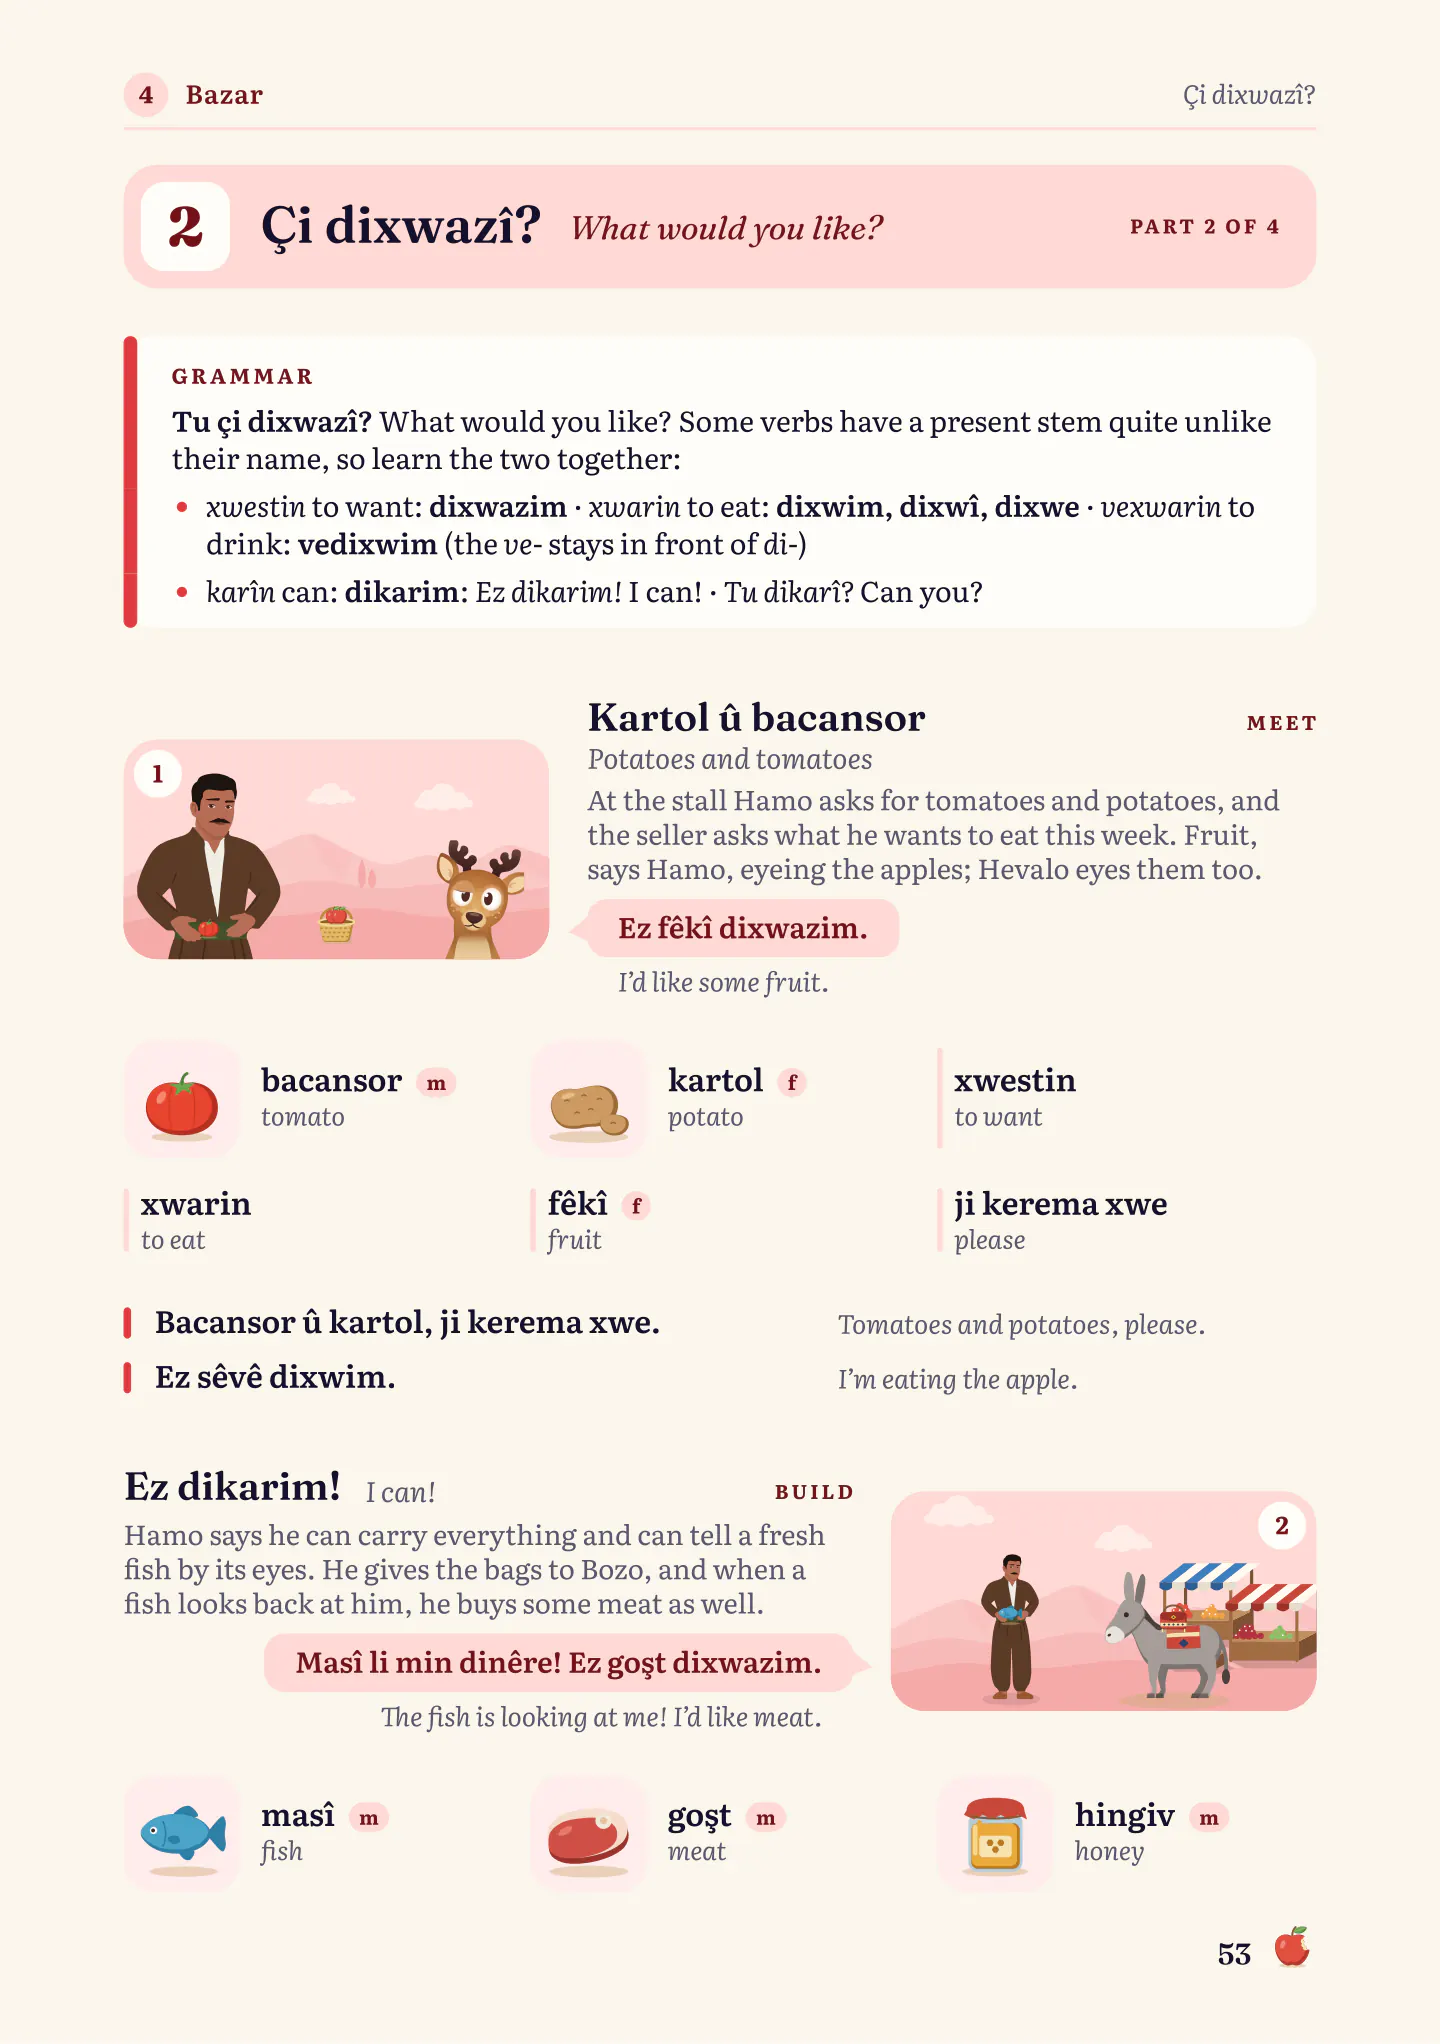 4 Bazar
Çi dixwazî?
2 Çi dixwazî? What would you like?
PART 2 OF 4
GRAMMAR
Tu çi dixwazî? What would you like? Some verbs have a present stem quite unlike
their name, so learn the two together:
• xwestin to want: dixwazim · xwarin to eat: dixwim, dixwî, dixwe · vexwarin to
drink: vedixwim (the ve- stays in front of di-)
• karîn can: dikarim: Ez dikarim! I can! · Tu dikarî? Can you?
1
Kartol û bacansor
MEET
Potatoes and tomatoes
At the stall Hamo asks for tomatoes and potatoes, and
the seller asks what he wants to eat this week. Fruit,
says Hamo, eyeing the apples; Hevalo eyes them too.
Ez fêkî dixwazim.
I’d like some fruit.
bacansor m
tomato
kartol f
potato
xwestin
to want
xwarin
to eat
fêkî f
fruit
ji kerema xwe
please
Bacansor û kartol, ji kerema xwe.
Tomatoes and potatoes, please.
Ez sêvê dixwim.
I’m eating the apple.
Ez dikarim! I can!
BUILD
Hamo says he can carry everything and can tell a fresh
fish by its eyes. He gives the bags to Bozo, and when a
fish looks back at him, he buys some meat as well.
Masî li min dinêre! Ez goşt dixwazim.
The fish is looking at me! I’d like meat.
2
masî m
fish
goşt m
meat
hingiv m
honey
53